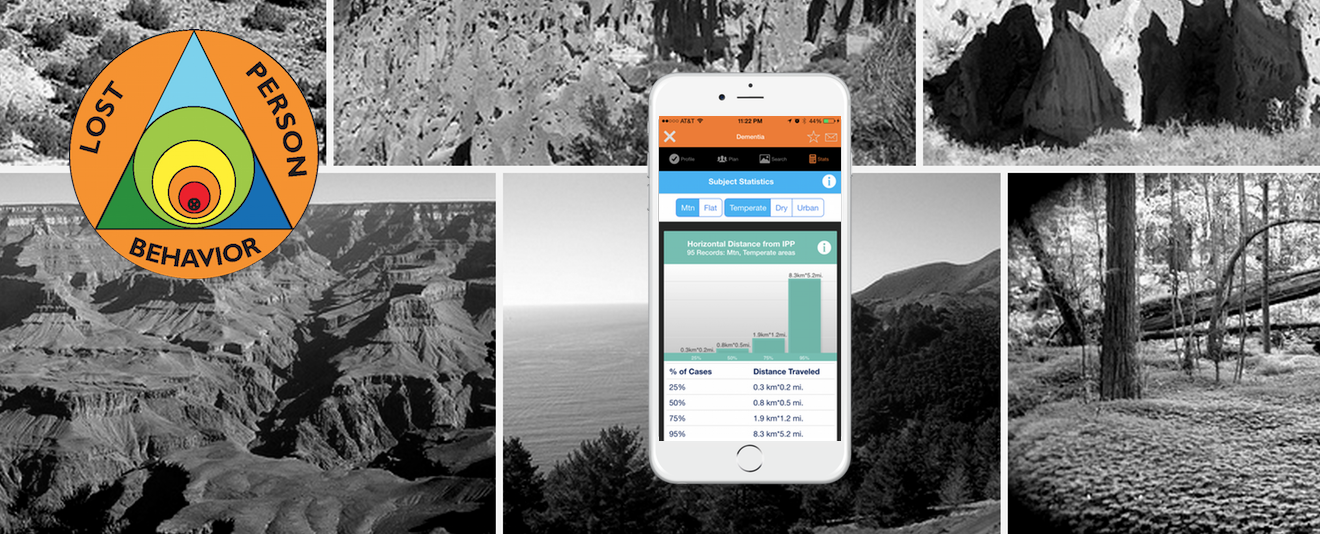 LOST
PERSON
BEHAVIOR
AT&T 11:22 PM 44%
Dementia
Profile Plan Search Stats
Subject Statistics
Mtn Flat Temperate Dry Urban
Horizontal Distance from IPP
95 Records: Mtn, Temperate areas
8.3km*5.2mi.
1.9km*1.2mi.
0.8km*0.5mi.
0.3km*0.2mi.
25% 50% 75% 95%
% of Cases Distance Traveled
25% 0.3 km*0.2 mi.
50% 0.8 km*0.5 mi.
75% 1.9 km*1.2 mi.
95% 8.3 km*5.2 mi.